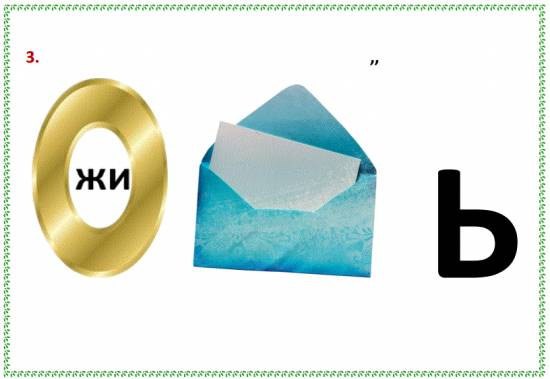 3.
О жи ,, Ь